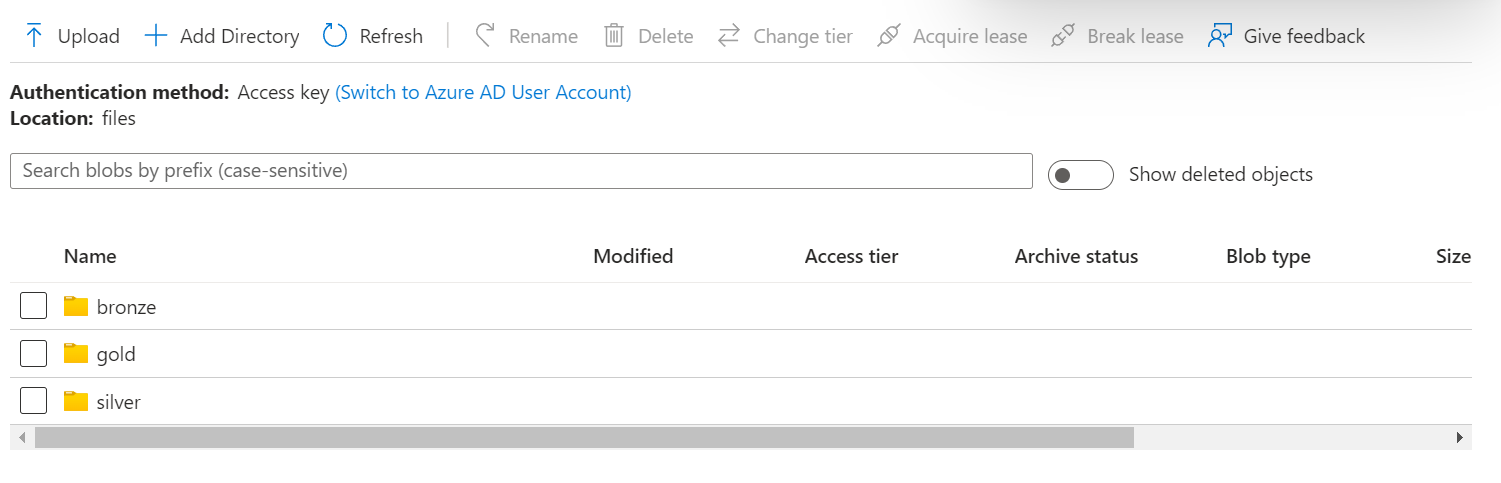 Upload Add Directory Refresh Rename Delete Change tier Acquire lease Break lease Give feedback
Authentication method: Access key (Switch to Azure AD User Account)
Location: files
Search blobs by prefix (case-sensitive) Show deleted objects
Name Modified Access tier Archive status Blob type Size
bronze
gold
silver